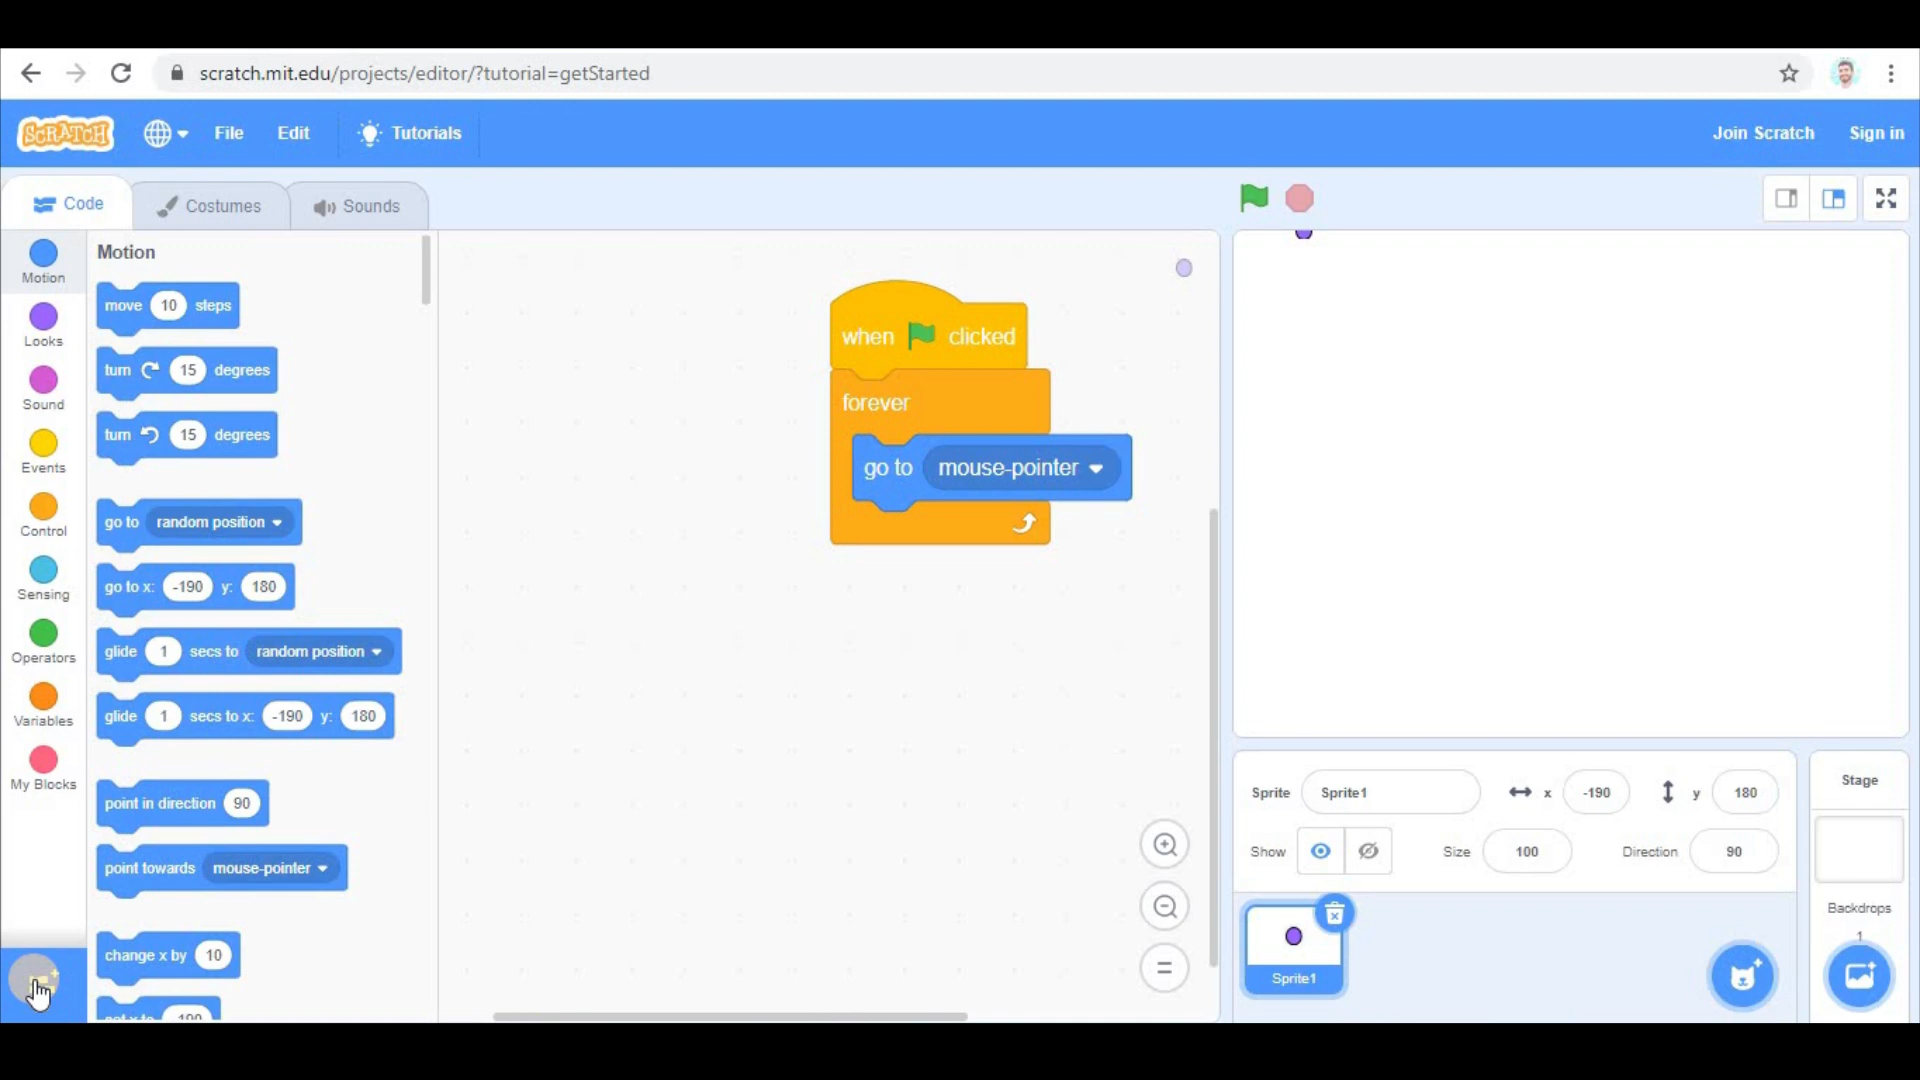 scratch.mit.edu/projects/editor/?tutorial=getStarted
SCRATCH File Edit Tutorials Join Scratch Sign in
Code Costumes Sounds
Motion
Looks
Sound
Events
Control
Sensing
Operators
Variables
My Blocks
Motion
move 10 steps
turn 15 degrees
turn 15 degrees
go to random position
go to x: -190 y: 180
glide 1 secs to random position
glide 1 secs to x: -190 y: 180
point in direction 90
point towards mouse-pointer
change x by 10
when clicked
forever
go to mouse-pointer
Sprite Sprite1 x -190 y 180
Show Size 100 Direction 90
Sprite1
Stage
Backdrops
1